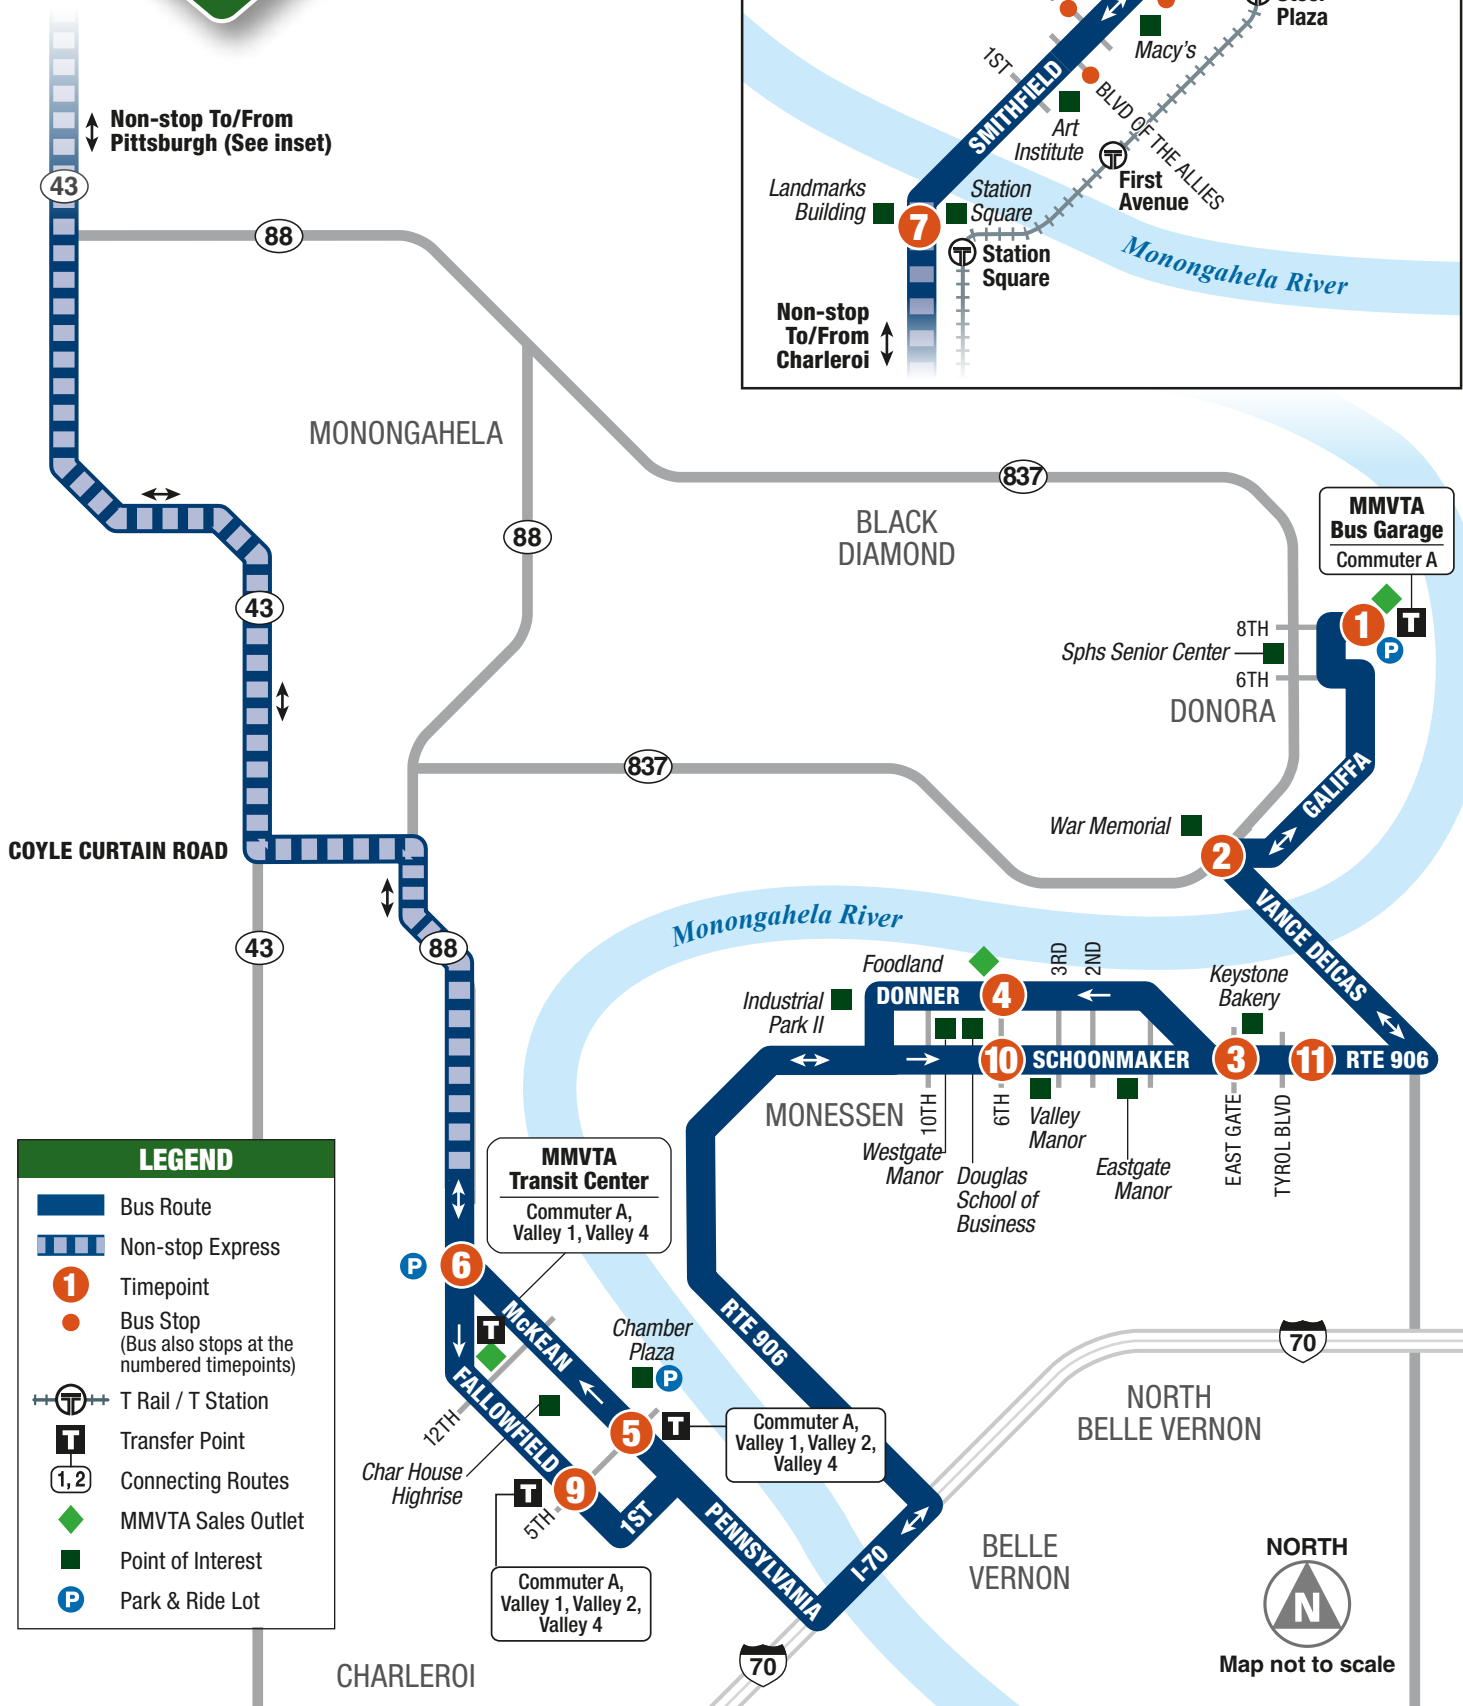 Plaza
Macy's
1ST
SMITHFIELD
BLVD OF THE ALLIES
Art
Institute
First
Avenue
Landmarks
Building
Station
Square
7
Station
Square
Monongahela River
Non-stop
To/From
Charleroi
Non-stop To/From
Pittsburgh (See inset)
43
88
MONONGAHELA
837
88
BLACK
DIAMOND
MMVTA
Bus Garage
Commuter A
1
T
P
8TH
Sphs Senior Center
6TH
DONORA
43
837
GALIFFA
War Memorial
2
COYLE CURTAIN ROAD
VANCE DEICAS
43
88
Monongahela River
Foodland
3RD
2ND
Keystone
Bakery
Industrial
Park II
DONNER
4
10
SCHOONMAKER
3
11
RTE 906
MONESSEN
10TH
6TH
Valley
Manor
EAST GATE
TYROL BLVD
Westgate
Manor
Douglas
School of
Business
Eastgate
Manor
MMVTA
Transit Center
Commuter A,
Valley 1, Valley 4
P
6
T
McKEAN
Chamber
Plaza
P
RTE 906
70
FALLOWFIELD
12TH
5
T
Commuter A,
Valley 1, Valley 2,
Valley 4
NORTH
BELLE VERNON
Char House
Highrise
T
9
5TH
1ST
PENNSYLVANIA
I-70
BELLE
VERNON
Commuter A,
Valley 1, Valley 2,
Valley 4
70
CHARLEROI
NORTH
N
Map not to scale
LEGEND
Bus Route
Non-stop Express
1
Timepoint
Bus Stop
(Bus also stops at the
numbered timepoints)
T
T Rail / T Station
T
Transfer Point
1, 2
Connecting Routes
MMVTA Sales Outlet
Point of Interest
P
Park & Ride Lot